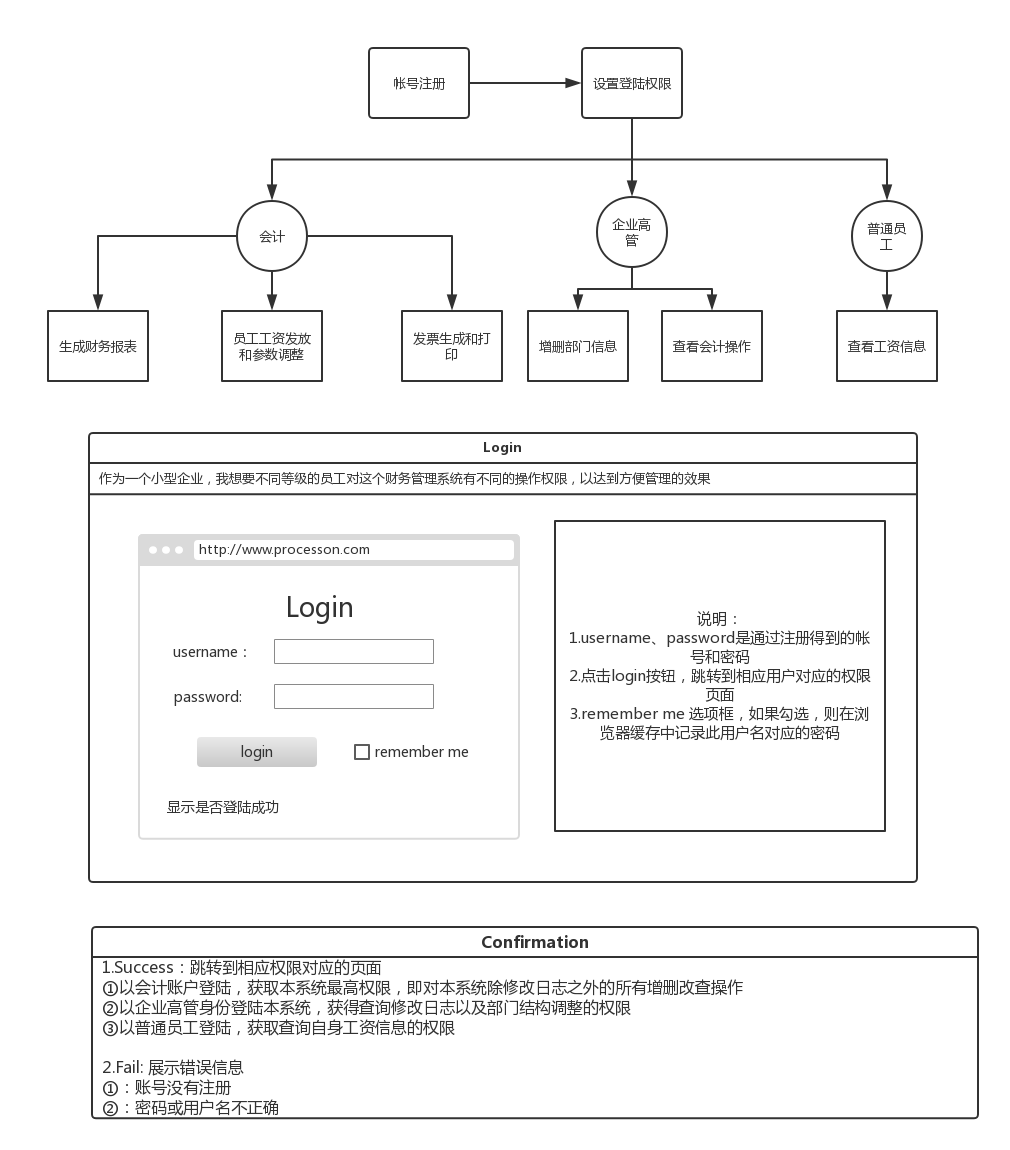 帐号注册
设置登陆权限
会计
企业高
管
普通员
工
生成财务报表
员工工资发放
和参数调整
发票生成和打
印
增删部门信息
查看会计操作
查看工资信息
Login
作为一个小型企业，我想要不同等级的员工对这个财务管理系统有不同的操作权限，以达到方便管理的效果
http://www.processon.com
Login
username：
password:
login
remember me
显示是否登陆成功
说明：
1.username、password是通过注册得到的帐
号和密码
2.点击login按钮，跳转到相应用户对应的权限
页面
3.remember me 选项框，如果勾选，则在浏
览器缓存中记录此用户名对应的密码
Confirmation
1.Success：跳转到相应权限对应的页面
①以会计账户登陆，获取本系统最高权限，即对本系统除修改日志之外的所有增删改查操作
②以企业高管身份登陆本系统，获得查询修改日志以及部门结构调整的权限
③以普通员工登陆，获取查询自身工资信息的权限
2.Fail: 展示错误信息
①：账号没有注册
②：密码或用户名不正确